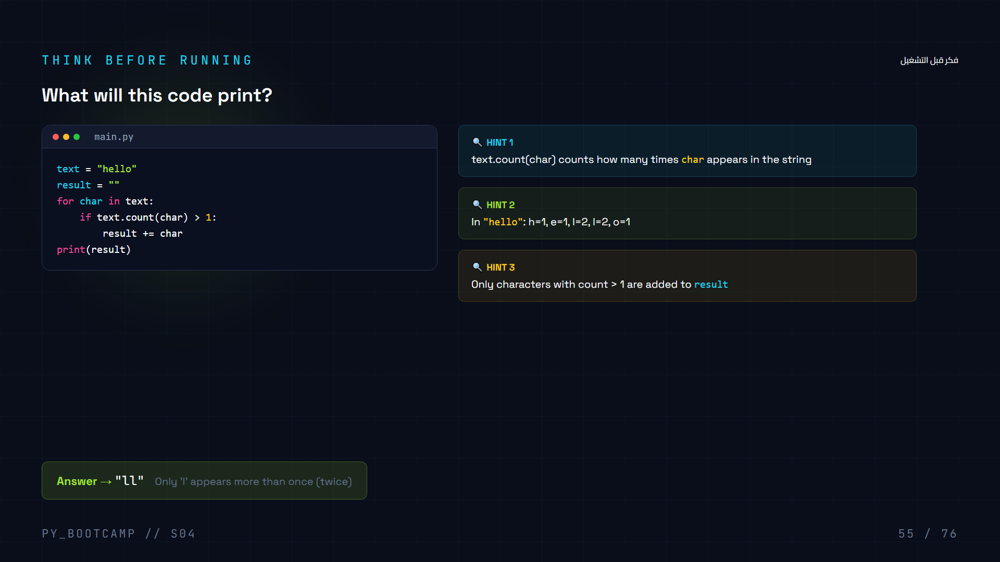 THINK BEFORE RUNNING
فكر قبل التشغيل
What will this code print?
main.py
text = "hello"
result = ""
for char in text:
    if text.count(char) > 1:
        result += char
print(result)
🔍 HINT 1
text.count(char) counts how many times char appears in the string
🔍 HINT 2
In "hello": h=1, e=1, l=2, l=2, o=1
🔍 HINT 3
Only characters with count > 1 are added to result
Answer → "ll" Only 'l' appears more than once (twice)
PY_BOOTCAMP // S04
55 / 76